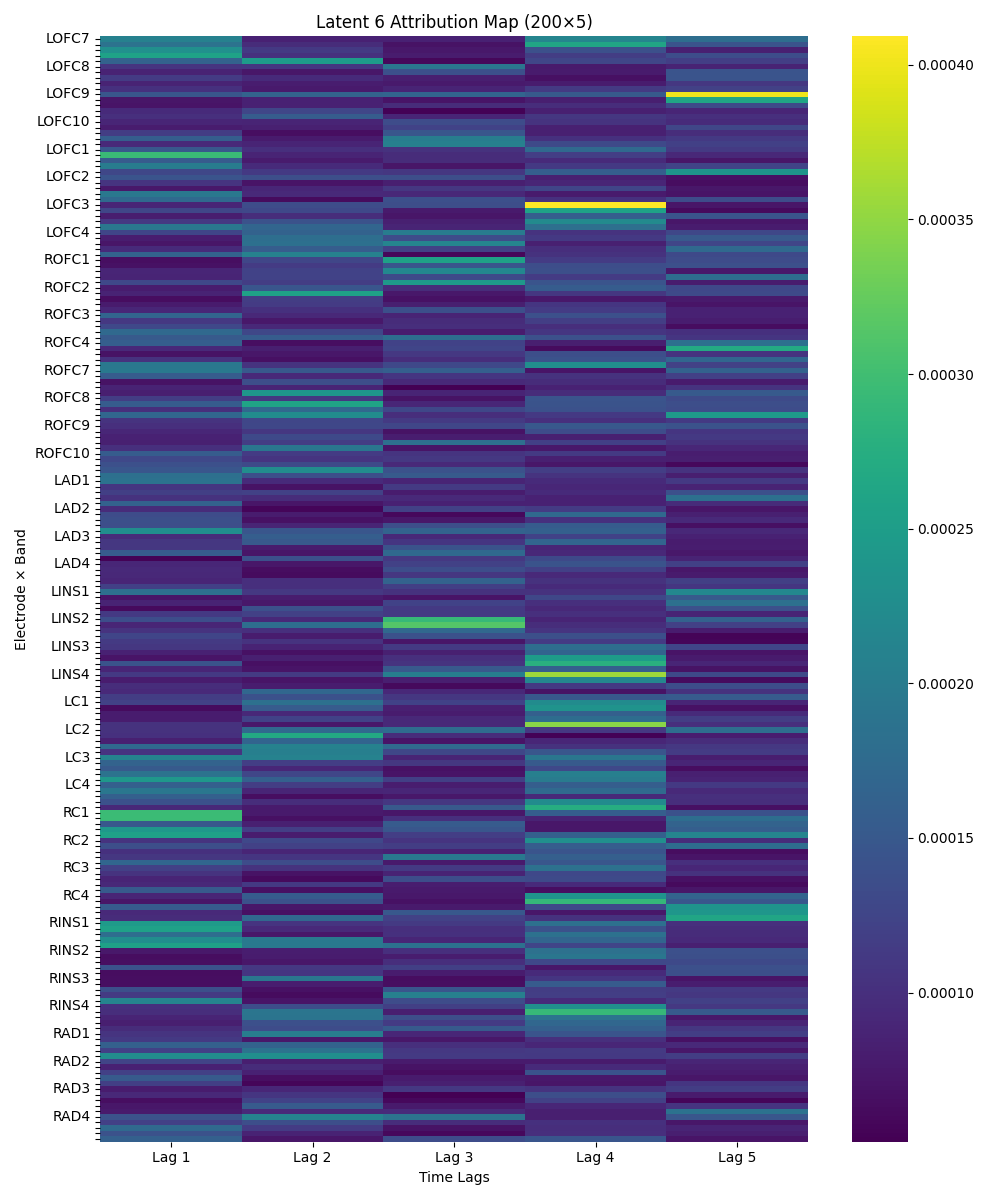 Latent 6 Attribution Map (200×5)
LOFC7
LOFC8
LOFC9
LOFC10
LOFC1
LOFC2
LOFC3
LOFC4
ROFC1
ROFC2
ROFC3
ROFC4
ROFC7
ROFC8
ROFC9
ROFC10
LAD1
LAD2
LAD3
LAD4
LINS1
LINS2
LINS3
LINS4
LC1
LC2
LC3
LC4
RC1
RC2
RC3
RC4
RINS1
RINS2
RINS3
RINS4
RAD1
RAD2
RAD3
RAD4
Electrode × Band
Lag 1 Lag 2 Lag 3 Lag 4 Lag 5
Time Lags
0.00040
0.00035
0.00030
0.00025
0.00020
0.00015
0.00010